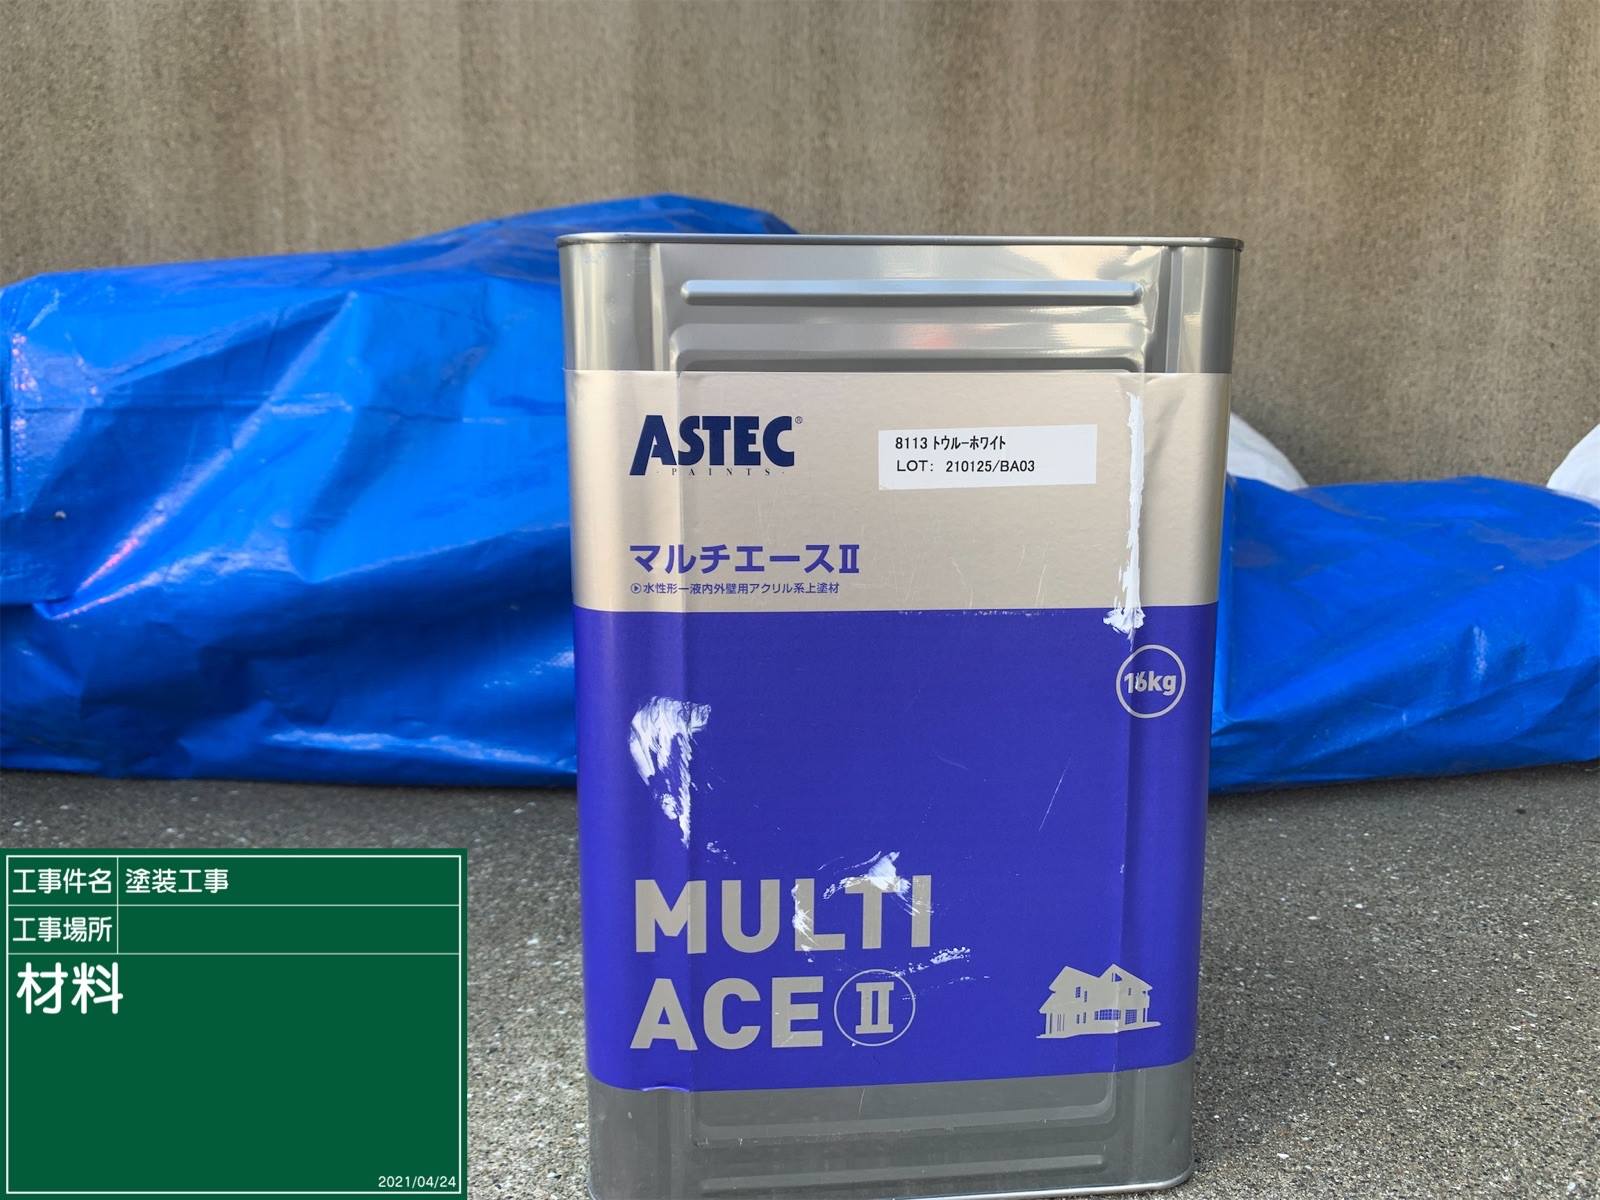 ASTEC®
PAINTS
8113 トウルーホワイト
LOT: 210125/BA03
マルチエースⅡ
水性形一液内外壁用アクリル系上塗材
16kg
MULTI
ACE Ⅱ
工事件名 塗装工事
工事場所
材料
2021/04/24